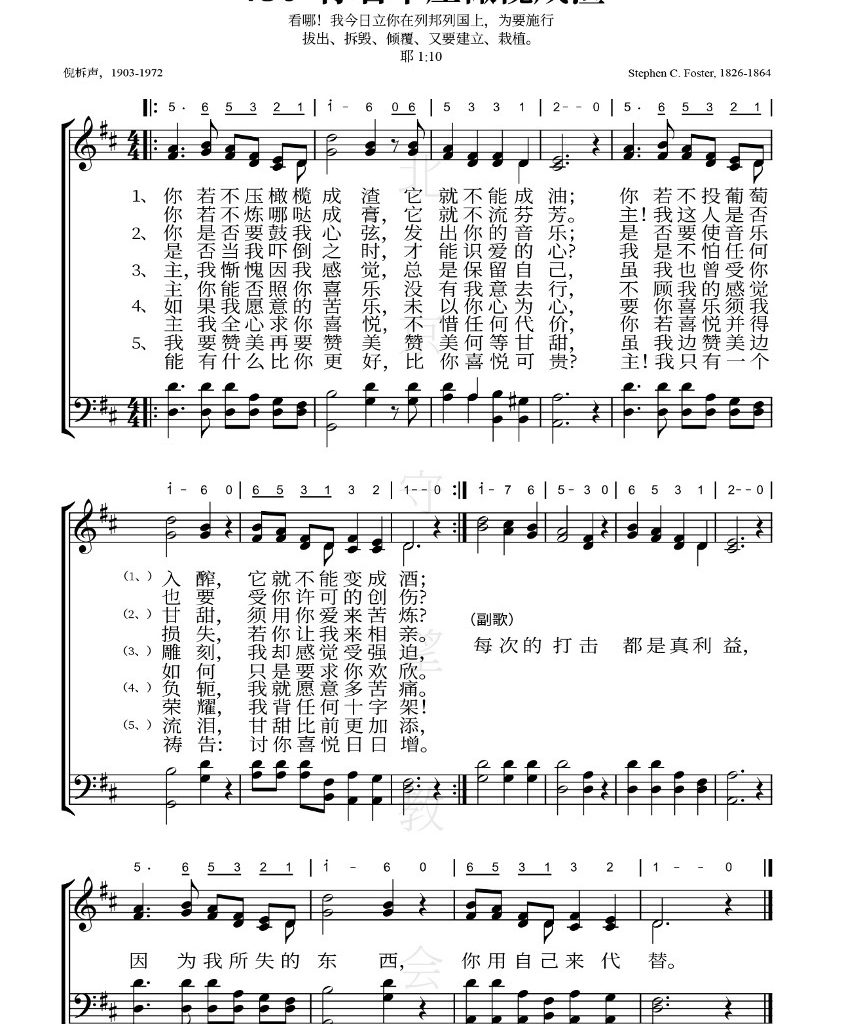 看哪！我今日立你在列邦列国上，为要施行
拔出、拆毁、倾覆、又要建立、栽植。
耶 1:10
倪柝声，1903-1972
Stephen C. Foster, 1826-1864
5 · 6 5 3 2 1 | 1 - 6 0 6 | 5 3 3 1 | 2 - - 0 | 5 · 6 5 3 2 1
1、 你 若不压橄榄成 渣，它 就不能成油； 你 若不投葡萄
你 若不炼哪哒成 膏，它 就不流芬芳。 主！我这人是否
2、 你 是否要鼓我心 弦，发 出你的音乐； 是 否要使音乐
是 否当我吓倒之 时，才 能识爱的心？ 我 是不怕任何
3、 主，我惭愧因我感 觉，总 是保留自己， 虽 我也曾受你
主 你能否照你喜 乐 没 有我意去行， 不 顾我的感觉
4、 如 果我愿意的苦 乐，未 以你心为心， 要 你喜乐须我
主 我全心求你喜 悦，不 惜任何代价， 你 若喜悦并得
5、 我 要赞美再要赞 美 赞 美何等甘甜， 虽 我边赞美边
能 有什么比你更 好，比 你喜悦可贵？ 主！我只有一个
1 - 6 0 | 6 5 3 1 3 2 | 1 - - 0 | 1 - 7 6 | 5 - 3 0 | 6 5 3 1 | 2 - - 0
(1、) 入 醡， 它就不能变成酒；
也 要 受你许可的创伤？
(2、) 甘 甜， 须用你爱来苦炼？
损 失， 若你让我来相亲。
(副歌)
每次的 打击 都是真利益，
(3、) 雕 刻， 我却感觉受强迫，
如 何 只是要求你欢欣。
(4、) 负 轭， 我就愿意多苦痛。
荣 耀， 我背任何十字架！
(5、) 流 泪， 甘甜比前更加添，
祷 告： 讨你喜悦日日增。
5 · 6 5 3 2 1 | 1 - 6 0 | 6 5 3 1 3 2 | 1 - - 0
因 为我所失的 东 西， 你用自己来代 替。
北
京
守
望
教
会